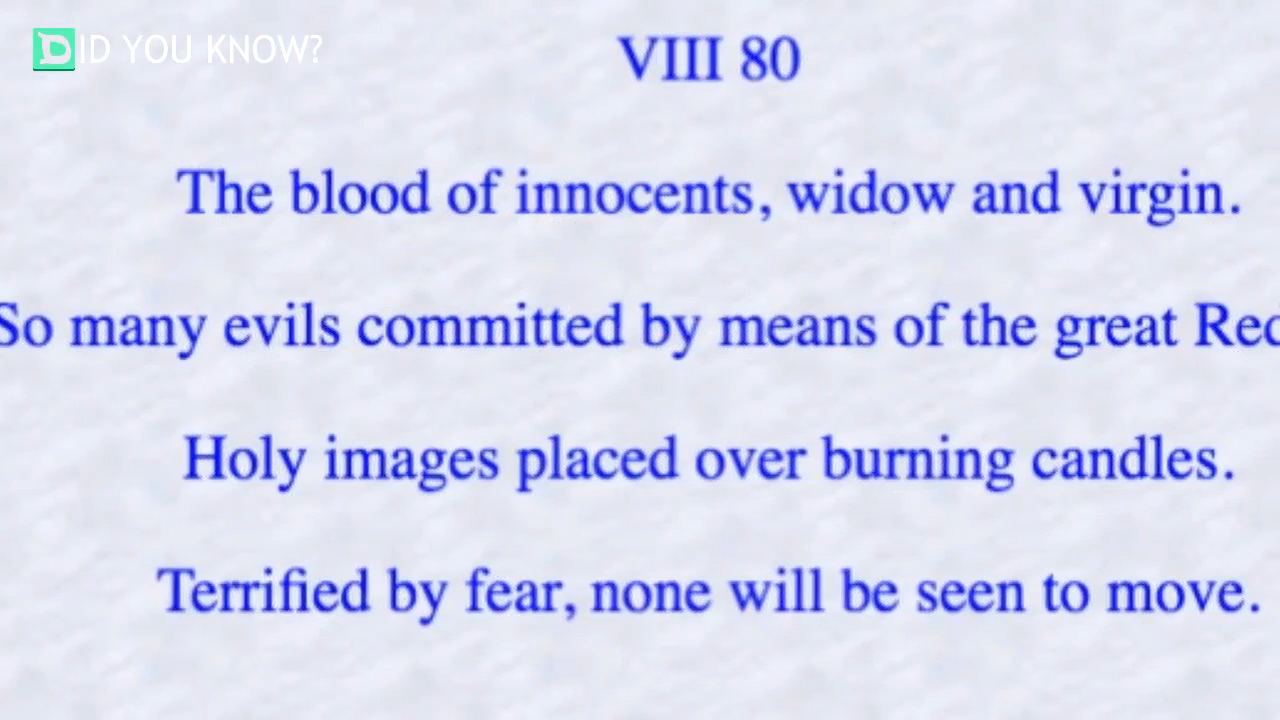 DID YOU KNOW?
VIII 80
The blood of innocents, widow and virgin.
So many evils committed by means of the great
Holy images placed over burning candles.
Terrified by fear, none will be seen to move.